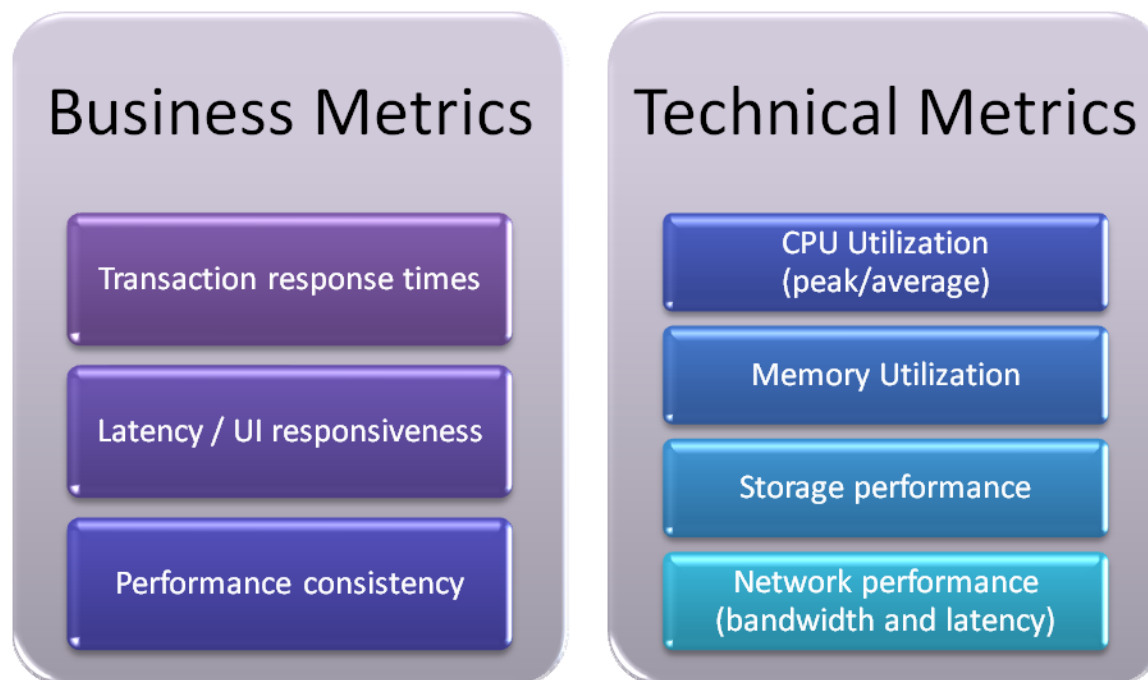 Business Metrics
Transaction response times
Latency / UI responsiveness
Performance consistency
Technical Metrics
CPU Utilization
(peak/average)
Memory Utilization
Storage performance
Network performance
(bandwidth and latency)